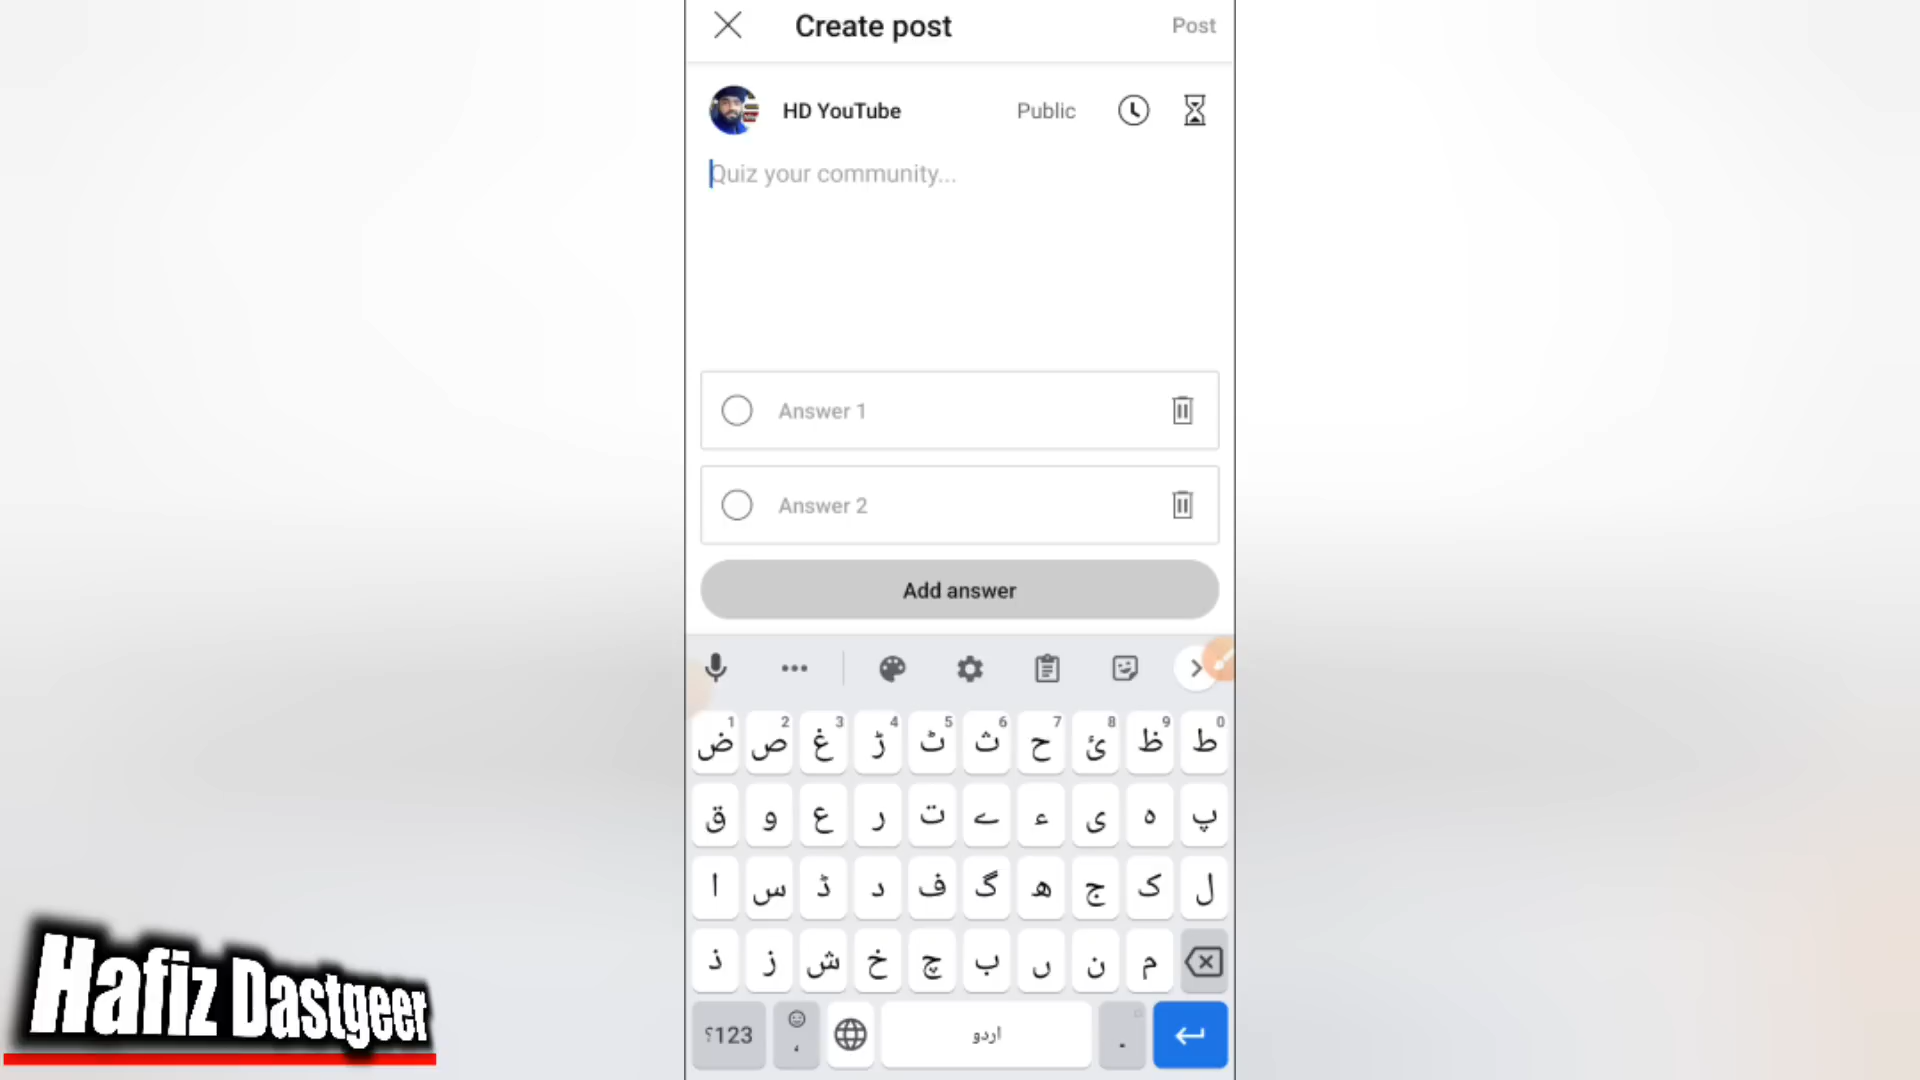 Create post
Post
HD YouTube
Public
Quiz your community...
Answer 1
Answer 2
Add answer
1 2 3 4 5 6 7 8 9 0
ض ص غ ڑ ٹ ث ح ئ ظ ط
ق و ع ر ت ے ء ی ہ پ
ا س ڈ د ف گ ھ ج ک ل
ذ ز ش خ چ ب ں ن م
؟123 ، اردو .
Hafiz Dastgeer